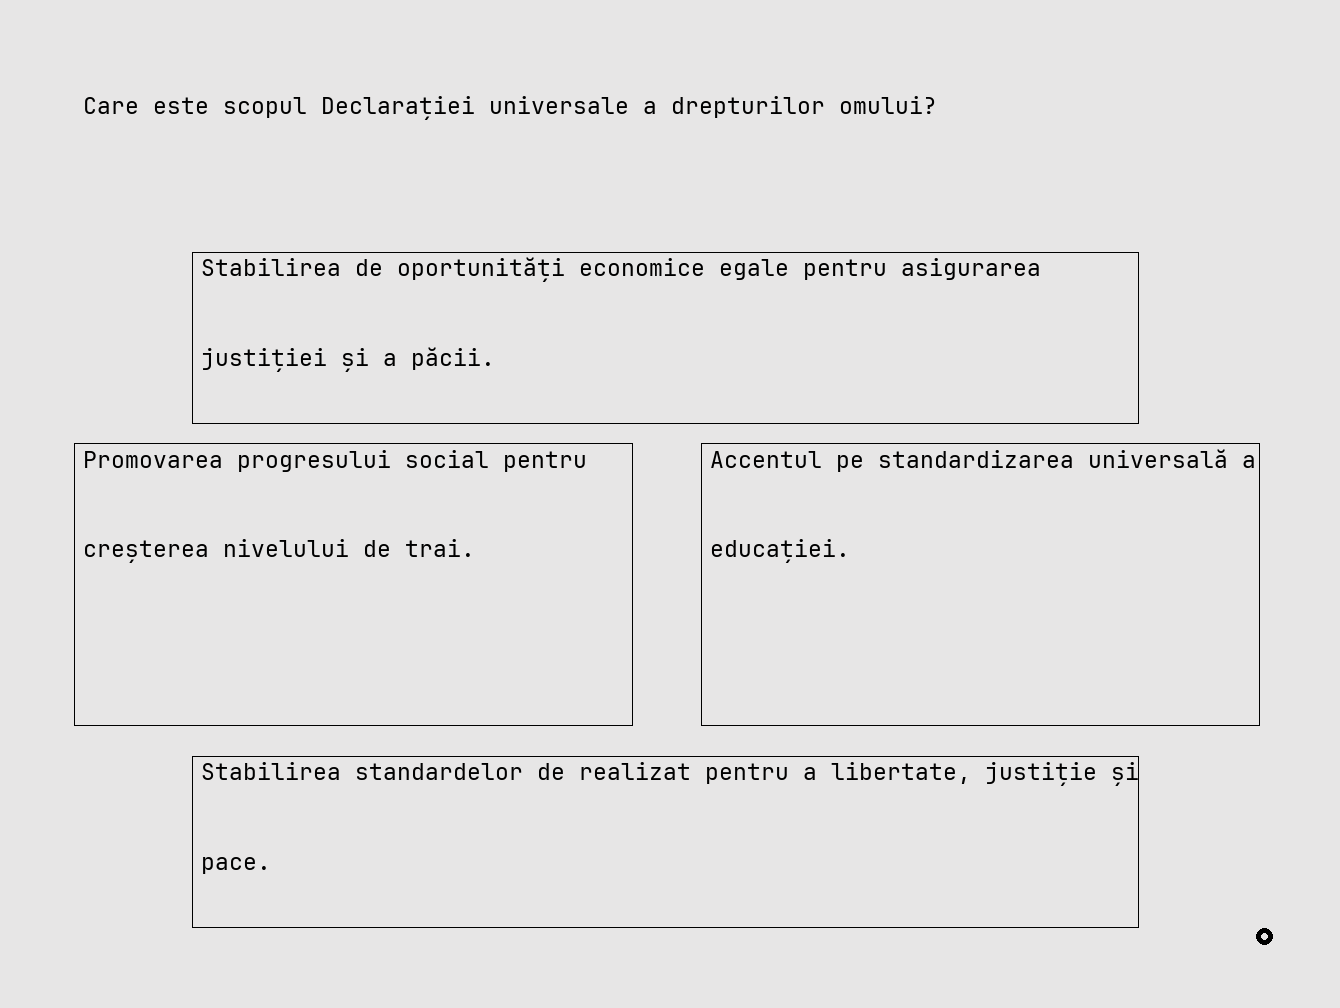 Care este scopul Declarației universale a drepturilor omului?
Stabilirea de oportunități economice egale pentru asigurarea
justiției și a păcii.
Promovarea progresului social pentru
creșterea nivelului de trai.
Accentul pe standardizarea universală a
educației.
Stabilirea standardelor de realizat pentru a libertate, justiție și
pace.